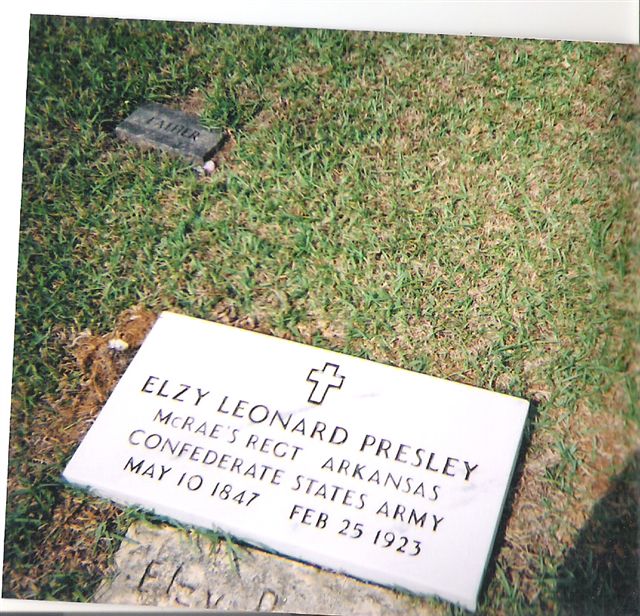 FATHER
ELZY LEONARD PRESLEY
McRAE'S REGT ARKANSAS
CONFEDERATE STATES ARMY
MAY 10 1847 FEB 25 1923